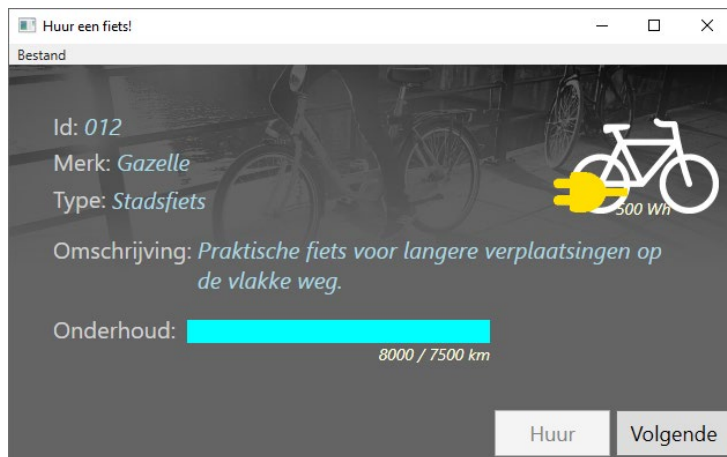 Huur een fiets!
Bestand
Id: 012
Merk: Gazelle
Type: Stadsfiets
500 Wh
Omschrijving: Praktische fiets voor langere verplaatsingen op
de vlakke weg.
Onderhoud:
8000 / 7500 km
Huur
Volgende